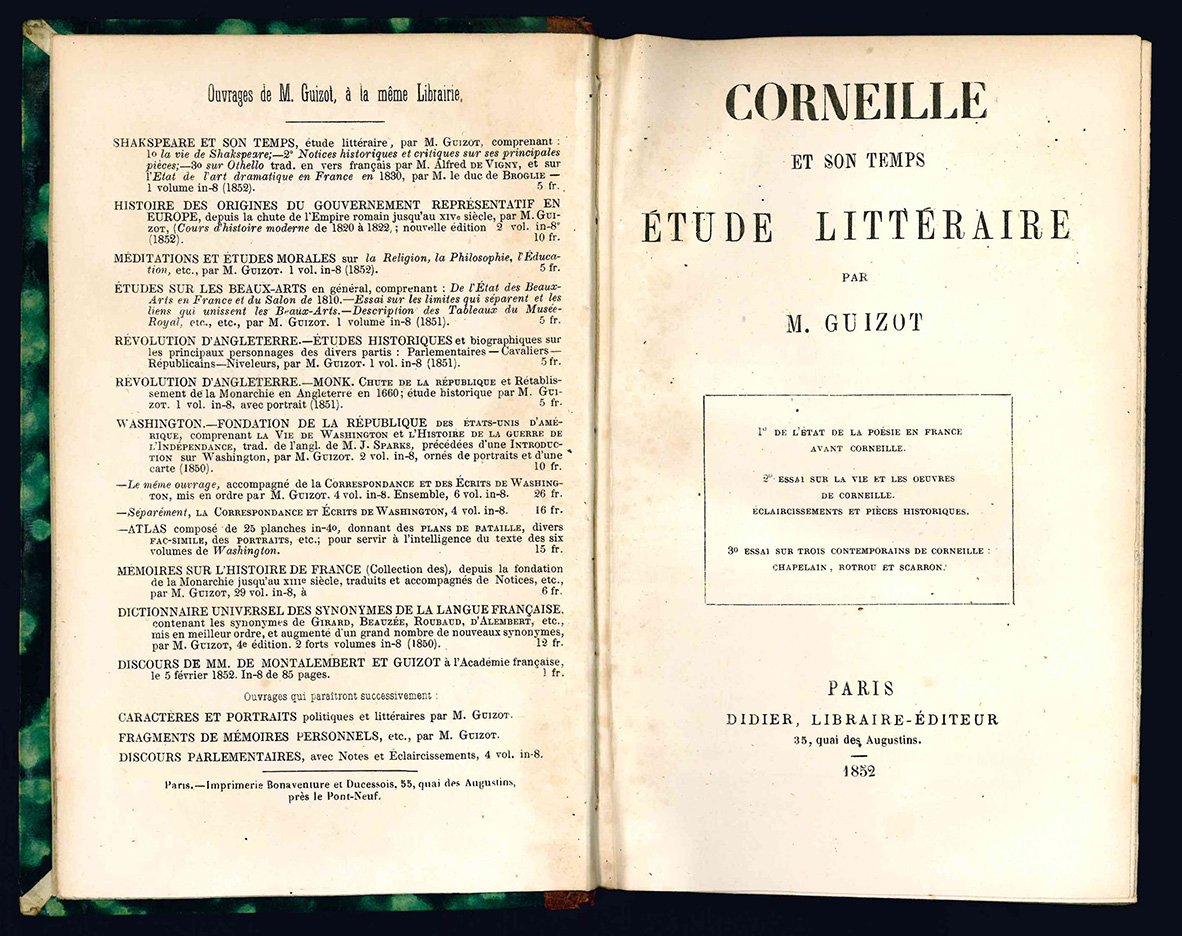 Ouvrages de M. Guizot, à la même Librairie.
SHAKSPEARE ET SON TEMPS, étude littéraire, par M. GUIZOT, comprenant :
1o la vie de Shakspeare;—2° Notices historiques et critiques sur ses principales
pièces;—3o sur Othello trad. en vers français par M. Alfred DE VIGNY, et sur
l'Etat de l'art dramatique en France en 1830, par M. le duc de BROGLIE —
1 volume in-8 (1852). 5 fr.
HISTOIRE DES ORIGINES DU GOUVERNEMENT REPRÉSENTATIF EN
EUROPE, depuis la chute de l'Empire romain jusqu'au XIVe siècle, par M. GUI-
ZOT, (Cours d'histoire moderne de 1820 à 1822,; nouvelle édition 2 vol. in-8°
(1852). 10 fr.
MÉDITATIONS ET ÉTUDES MORALES sur la Religion, la Philosophie, l'Éduca-
tion, etc., par M. GUIZOT. 1 vol. in-8 (1852). 5 fr.
ÉTUDES SUR LES BEAUX-ARTS en général, comprenant : De l'État des Beaux-
Arts en France et du Salon de 1810.—Essai sur les limites qui séparent et les
liens qui unissent les Beaux-Arts.—Description des Tableaux du Musée-
Royal, etc., etc., par M. GUIZOT. 1 volume in-8 (1851). 5 fr.
RÉVOLUTION D'ANGLETERRE.—ÉTUDES HISTORIQUES et biographiques sur
les principaux personnages des divers partis : Parlementaires — Cavaliers —
Républicains—Niveleurs, par M. GUIZOT. 1 vol. in-8 (1851). 5 fr.
RÉVOLUTION D'ANGLETERRE.—MONK. CHUTE DE LA RÉPUBLIQUE et Rétablis-
sement de la Monarchie en Angleterre en 1660; étude historique par M. GUI-
ZOT. 1 vol. in-8, avec portrait (1851). 5 fr.
WASHINGTON.—FONDATION DE LA RÉPUBLIQUE DES ÉTATS-UNIS D'AMÉ-
RIQUE, comprenant LA VIE DE WASHINGTON et L'HISTOIRE DE LA GUERRE DE
L'INDÉPENDANCE, trad. de l'angl. de M. J. SPARKS, précédées d'une INTRODUC-
TION sur Washington, par M. GUIZOT. 2 vol. in-8, ornés de portraits et d'une
carte (1850). 10 fr.
—Le même ouvrage, accompagné de la CORRESPONDANCE ET DES ÉCRITS DE WASHING-
TON, mis en ordre par M. GUIZOT. 4 vol. in-8. Ensemble, 6 vol. in-8. 26 fr.
—Séparément, LA CORRESPONDANCE ET ÉCRITS DE WASHINGTON, 4 vol. in-8. 16 fr.
—ATLAS composé de 25 planches in-4o, donnant des PLANS DE BATAILLE, divers
FAC-SIMILE, des PORTRAITS, etc.; pour servir à l'intelligence du texte des six
volumes de Washington. 15 fr.
MÉMOIRES SUR L'HISTOIRE DE FRANCE (Collection des), depuis la fondation
de la Monarchie jusqu'au XIIIe siècle, traduits et accompagnés de Notices, etc.,
par M. GUIZOT, 29 vol. in-8, à 6 fr.
DICTIONNAIRE UNIVERSEL DES SYNONYMES DE LA LANGUE FRANÇAISE,
contenant les synonymes de GIRARD, BEAUZÉE, ROUBAUD, D'ALEMBERT, etc.,
mis en meilleur ordre, et augmenté d'un grand nombre de nouveaux synonymes,
par M. GUIZOT, 4e édition. 2 forts volumes in-8 (1850). 12 fr.
DISCOURS DE MM. DE MONTALEMBERT ET GUIZOT à l'Académie française,
le 5 février 1852. In-8 de 85 pages. 1 fr.
Ouvrages qui paraîtront successivement :
CARACTÈRES ET PORTRAITS politiques et littéraires par M. GUIZOT.
FRAGMENTS DE MÉMOIRES PERSONNELS, etc., par M. GUIZOT.
DISCOURS PARLEMENTAIRES, avec Notes et Éclaircissements, 4 vol. in-8.
Paris.—Imprimerie Bonaventure et Ducessois, 55, quai des Augustins,
près le Pont-Neuf.
CORNEILLE
ET SON TEMPS
ÉTUDE LITTÉRAIRE
PAR
M. GUIZOT
1° DE L'ÉTAT DE LA POÉSIE EN FRANCE
AVANT CORNEILLE.
2° ESSAI SUR LA VIE ET LES OEUVRES
DE CORNEILLE.
ÉCLAIRCISSEMENTS ET PIÈCES HISTORIQUES.
3o ESSAI SUR TROIS CONTEMPORAINS DE CORNEILLE :
CHAPELAIN, ROTROU ET SCARRON.
PARIS
DIDIER, LIBRAIRE-ÉDITEUR
35, quai des Augustins.
1852